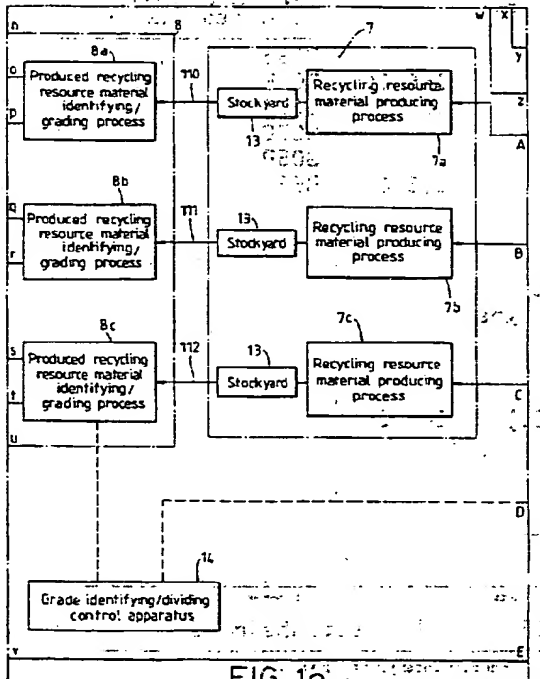 n
8
w
x
y
z
A
o
p
8a
Produced recycling
resource material
identifying/
grading process
110
7
Stockyard
13
Recycling resource
material producing
process
7a
8b
q
r
Produced recycling
resource material
identifying/
grading process
111
13
Stockyard
Recycling resource
material producing
process
7b
B
8c
s
t
u
Produced recycling
resource material
identifying/
grading process
112
13
Stockyard
7c
Recycling resource
material producing
process
C
D
14
Grade identifying/dividing
control apparatus
v
E